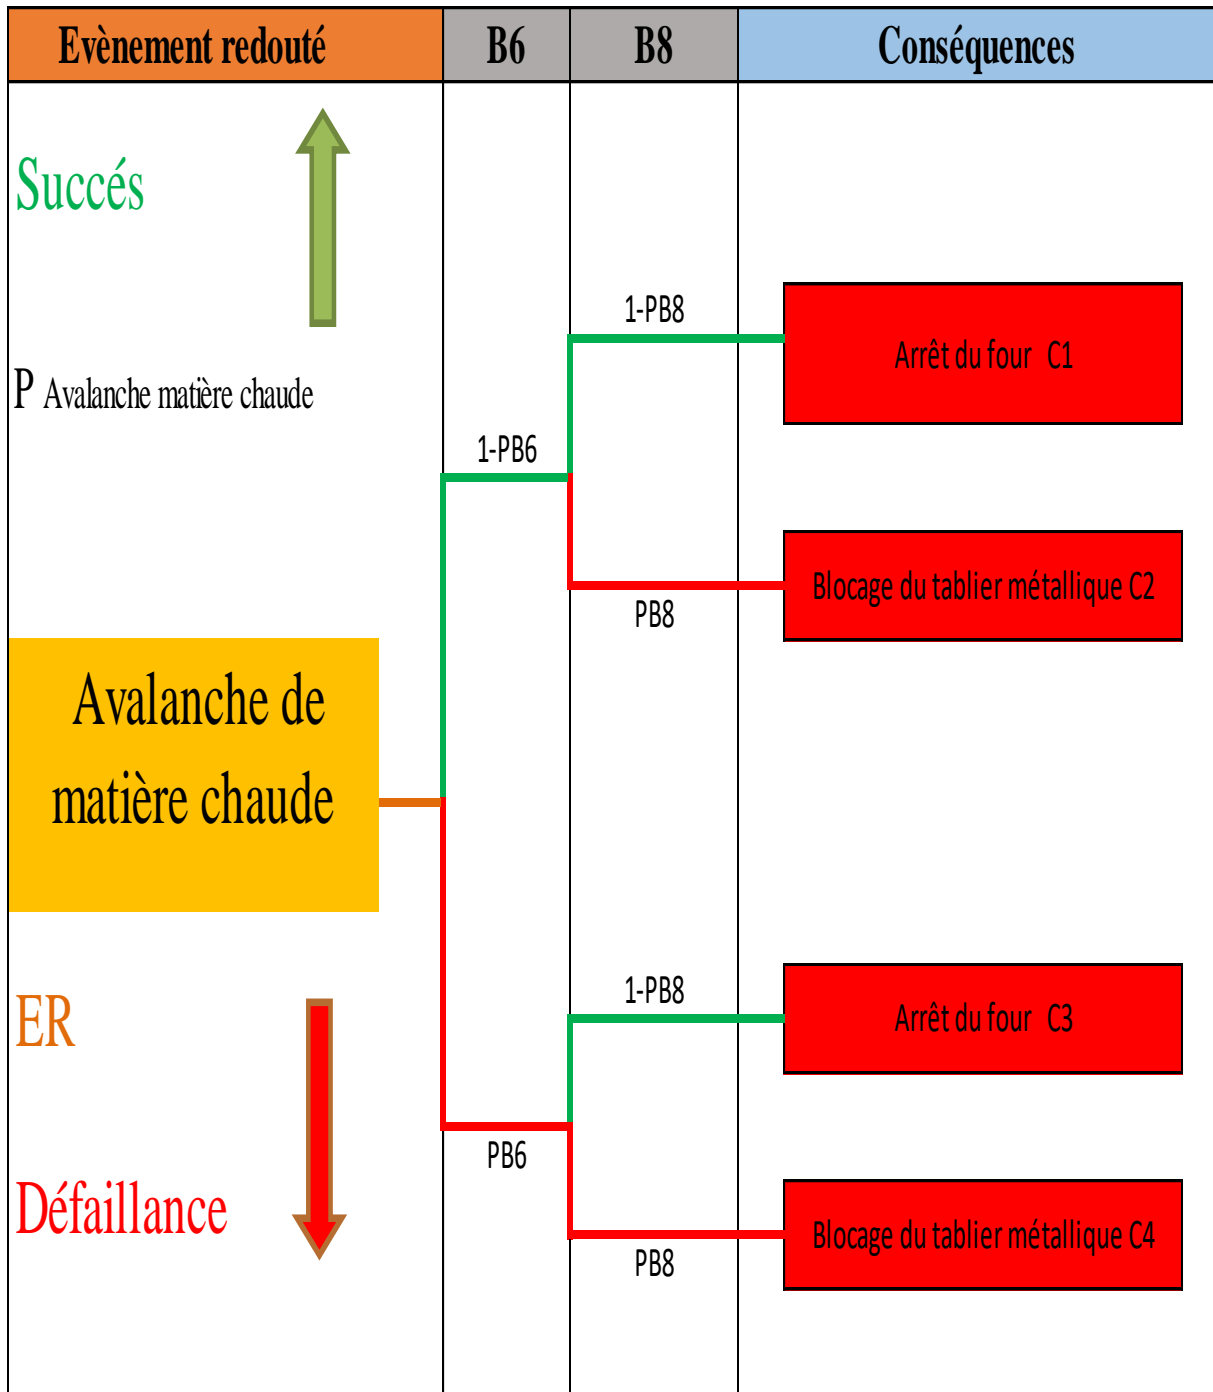 Evènement redouté
B6
B8
Conséquences
Succés
1-PB8
Arrêt du four C1
P Avalanche matière chaude
1-PB6
Blocage du tablier métallique C2
PB8
Avalanche de
matière chaude
ER
1-PB8
Arrêt du four C3
PB6
Défaillance
Blocage du tablier métallique C4
PB8